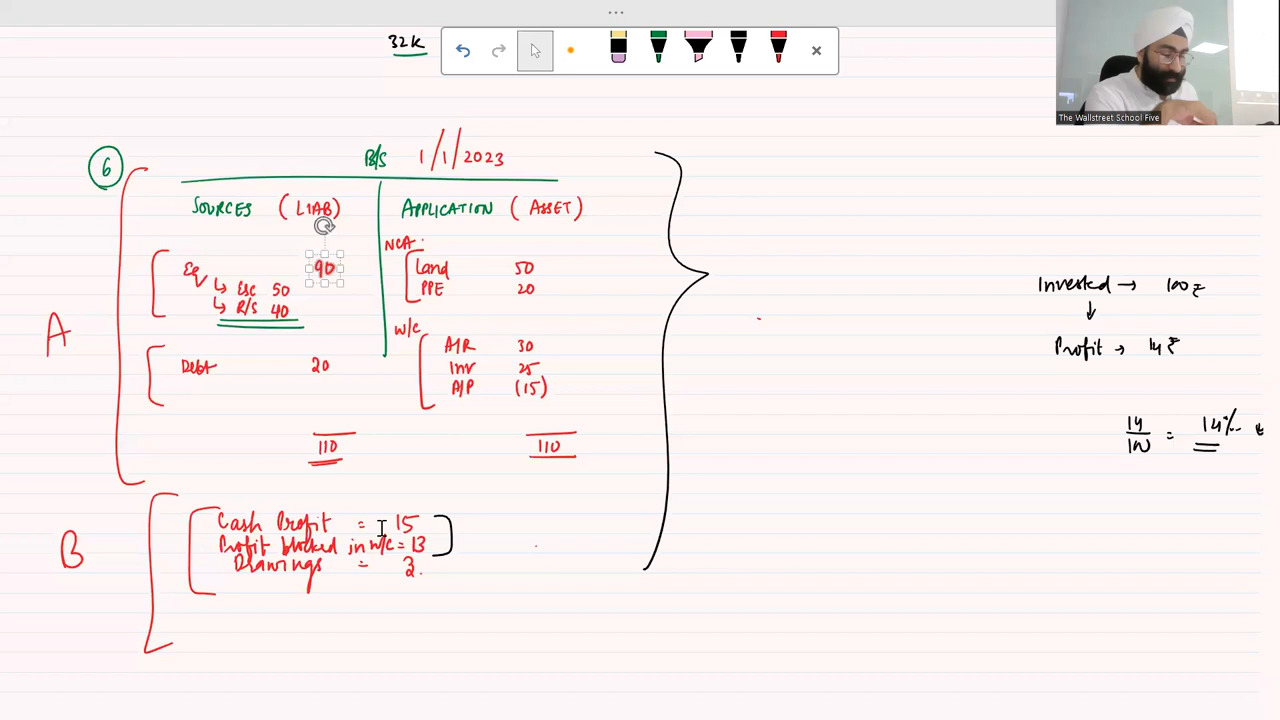 32k
The Wallstreet School Five
6
B/S 1/1/2023
SOURCES (LIAB) APPLICATION (ASSET)
NCA:
Eq 90 Land 50
↳ Esc 50 PPE 20
↳ R/S 40
W/C
A/R 30
Debt 20 Inv 25
A/P (15)
110 110
A
B
Cash Profit = 15
Profit blocked in W/C = 13
Drawings = 3.
Invested → 100₹
↓
Profit → 14₹
14/100 = 14%